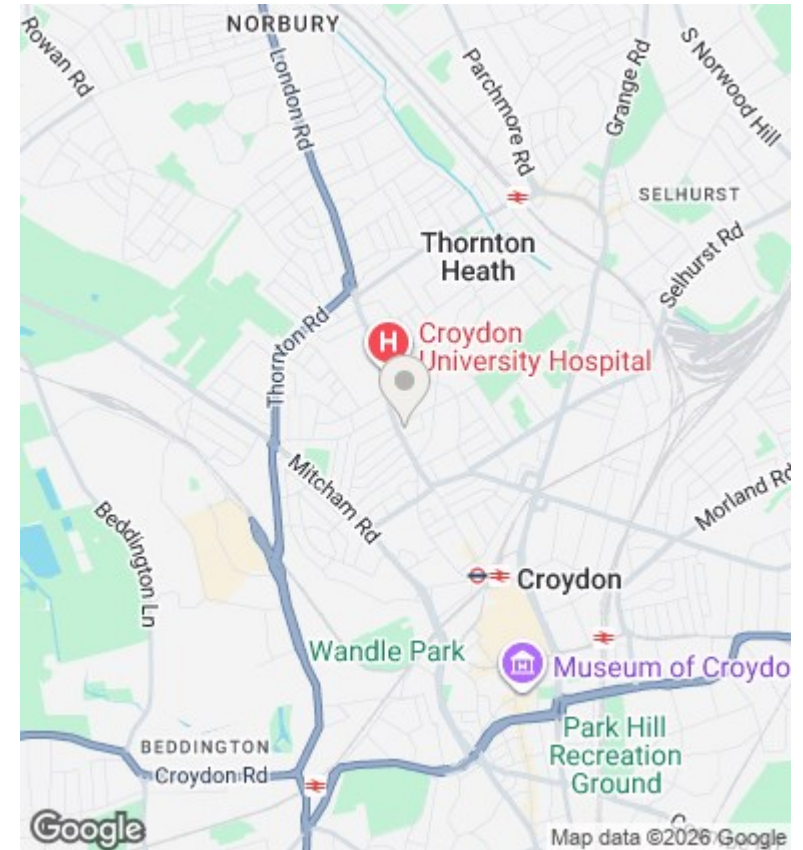 NORBURY
Rowan Rd
London Rd
Parchmore Rd
Grange Rd
S Norwood Hill
SELHURST
Thornton
Heath
Selhurst Rd
Thornton Rd
H
Croydon
University Hospital
Mitcham Rd
Morland Rd
Beddington Ln
Croydon
Wandle Park
Museum of Croydo
Park Hill
Recreation
Ground
BEDDINGTON
Croydon Rd
Google
Map data ©2026 Google